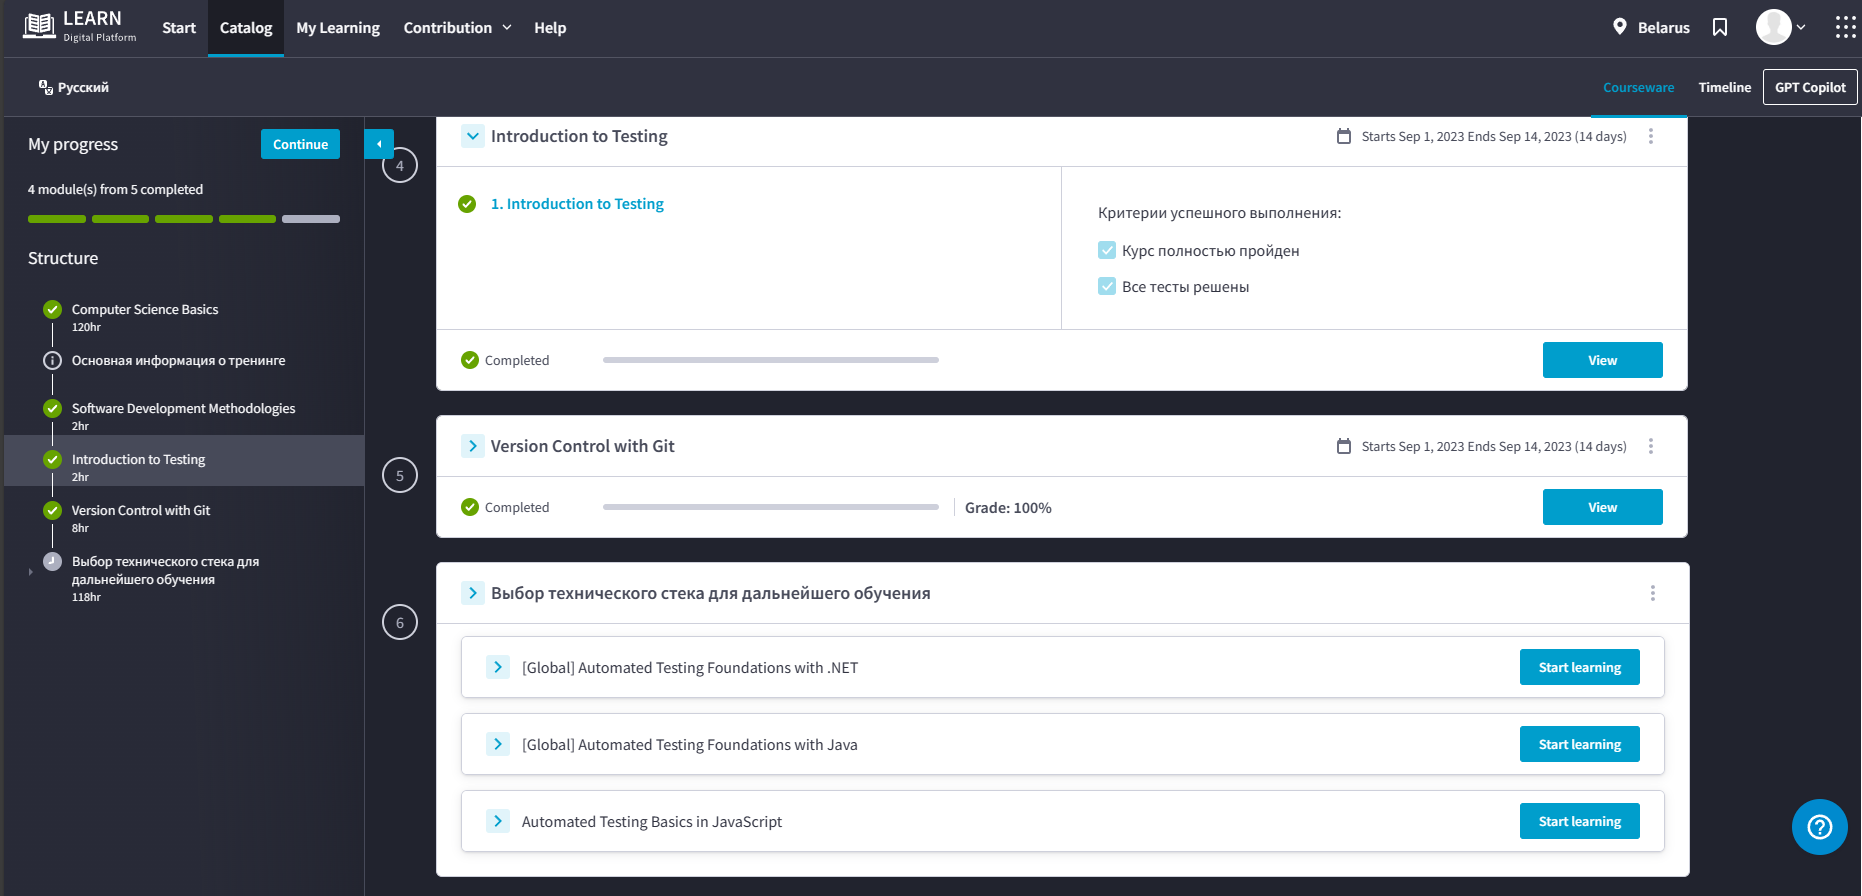 LEARN
Digital Platform
Start
Catalog
My Learning
Contribution
Help
Belarus
Русский
Courseware
Timeline
GPT Copilot
My progress
Continue
4 module(s) from 5 completed
Structure
Computer Science Basics
120hr
Основная информация о тренинге
Software Development Methodologies
2hr
Introduction to Testing
2hr
Version Control with Git
8hr
Выбор технического стека для
дальнейшего обучения
118hr
4
Introduction to Testing
Starts Sep 1, 2023 Ends Sep 14, 2023 (14 days)
1. Introduction to Testing
Критерии успешного выполнения:
Курс полностью пройден
Все тесты решены
Completed
View
5
Version Control with Git
Starts Sep 1, 2023 Ends Sep 14, 2023 (14 days)
Completed
Grade: 100%
View
6
Выбор технического стека для дальнейшего обучения
[Global] Automated Testing Foundations with .NET
Start learning
[Global] Automated Testing Foundations with Java
Start learning
Automated Testing Basics in JavaScript
Start learning